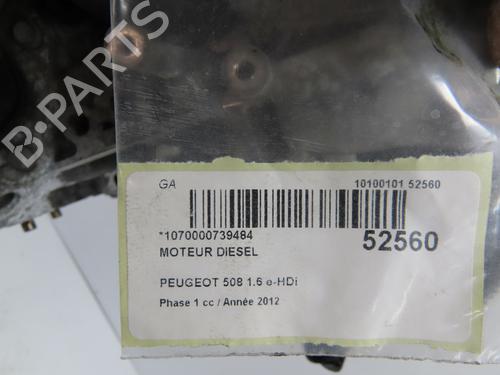 B-PARTS
GA 10100101 52560
*1070000739484
52560
MOTEUR DIESEL
PEUGEOT 508 1.6 e-HDi
Phase 1 cc / Année 2012